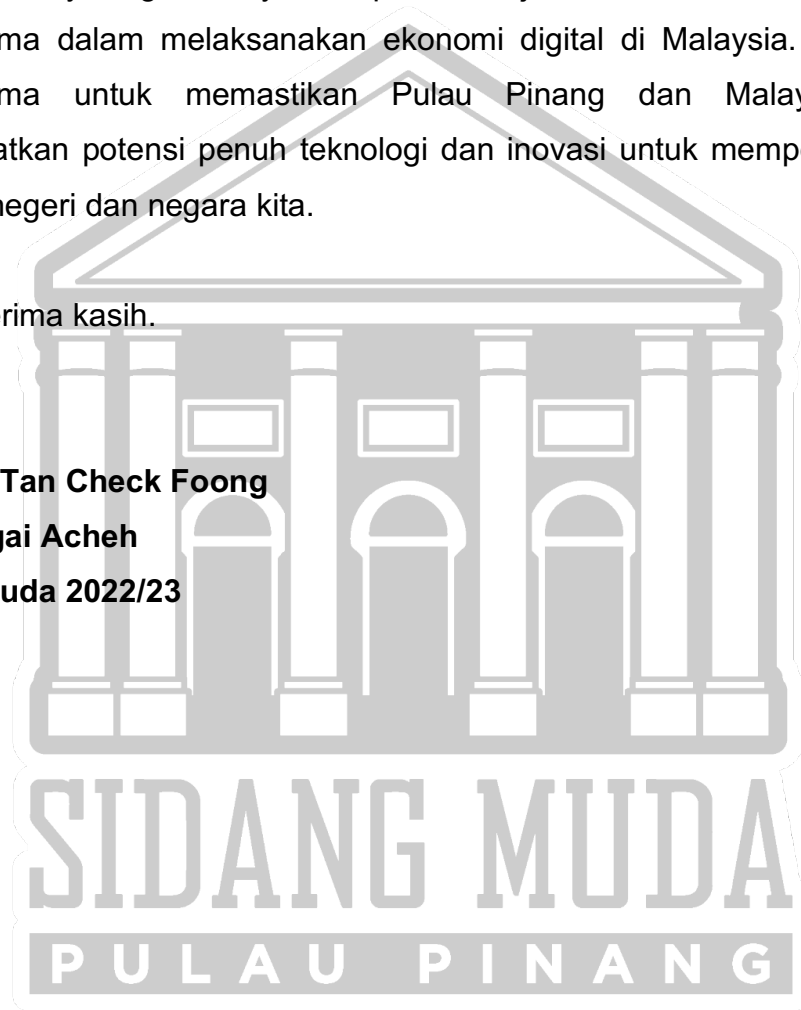 ma dalam melaksanakan ekonomi digital di Malaysia.
ma untuk memastikan Pulau Pinang dan Malay
atkan potensi penuh teknologi dan inovasi untuk memp
negeri dan negara kita.
rima kasih.
Tan Check Foong
gai Acheh
uda 2022/23
SIDANG MUDA
PULAU PINANG